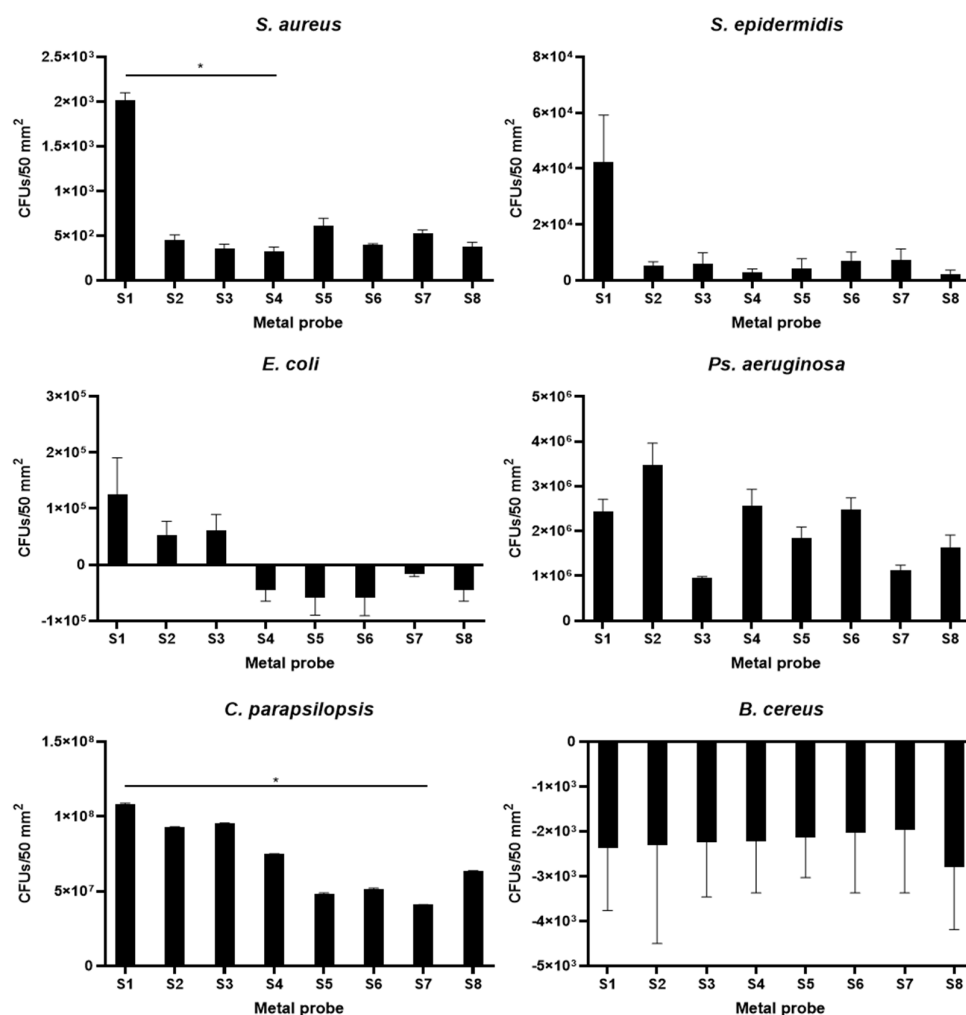 S. aureus
CFUs/50 mm²
2.5×10³
2×10³
1.5×10³
1×10³
5×10²
0
*
S1 S2 S3 S4 S5 S6 S7 S8
Metal probe
S. epidermidis
CFUs/50 mm²
8×10⁴
6×10⁴
4×10⁴
2×10⁴
0
S1 S2 S3 S4 S5 S6 S7 S8
Metal probe
E. coli
CFUs/50 mm²
3×10⁵
2×10⁵
1×10⁵
0
-1×10⁵
S1 S2 S3 S4 S5 S6 S7 S8
Metal probe
Ps. aeruginosa
CFUs/50 mm²
5×10⁶
4×10⁶
3×10⁶
2×10⁶
1×10⁶
0
S1 S2 S3 S4 S5 S6 S7 S8
Metal probe
C. parapsilopsis
CFUs/50 mm²
1.5×10⁸
1×10⁸
5×10⁷
0
*
S1 S2 S3 S4 S5 S6 S7 S8
Metal probe
B. cereus
CFUs/50 mm²
0
-1×10³
-2×10³
-3×10³
-4×10³
-5×10³
S1 S2 S3 S4 S5 S6 S7 S8
Metal probe